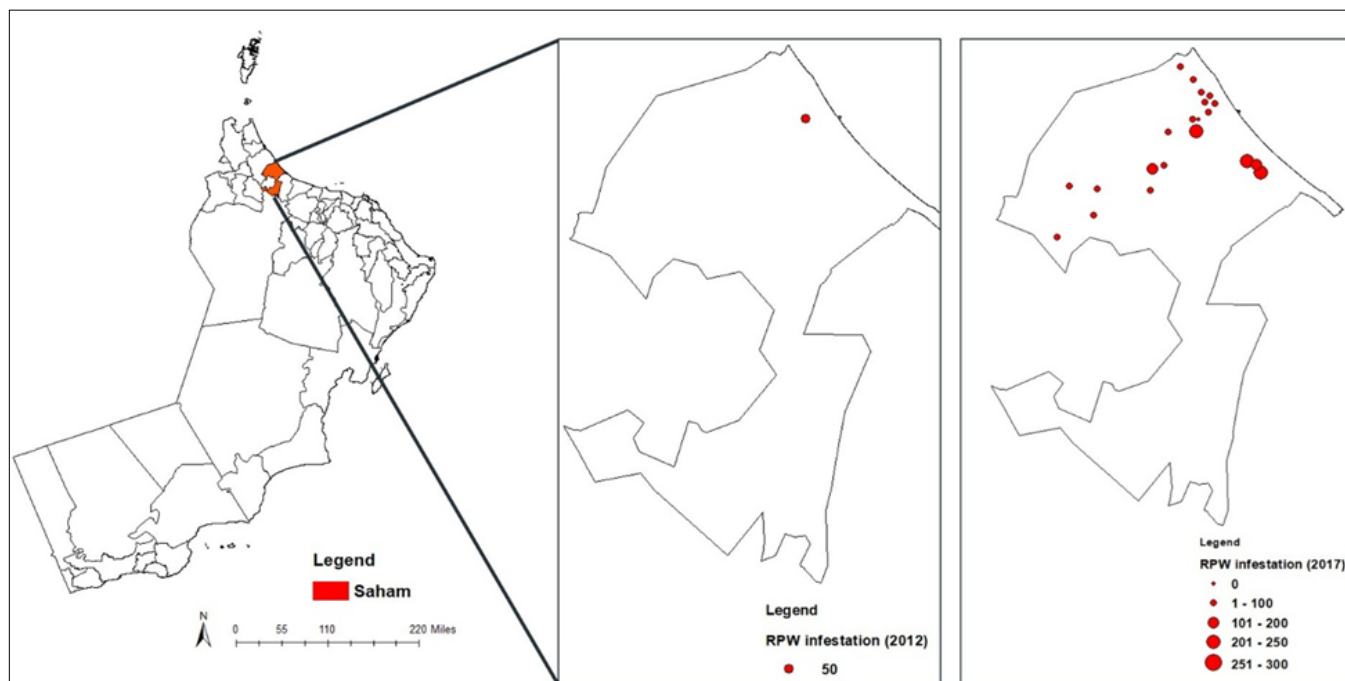 Legend
Saham
N
0 55 110 220 Miles
Legend
RPW infestation (2012)
50
Legend
RPW infestation (2017)
0
1 - 100
101 - 200
201 - 250
251 - 300